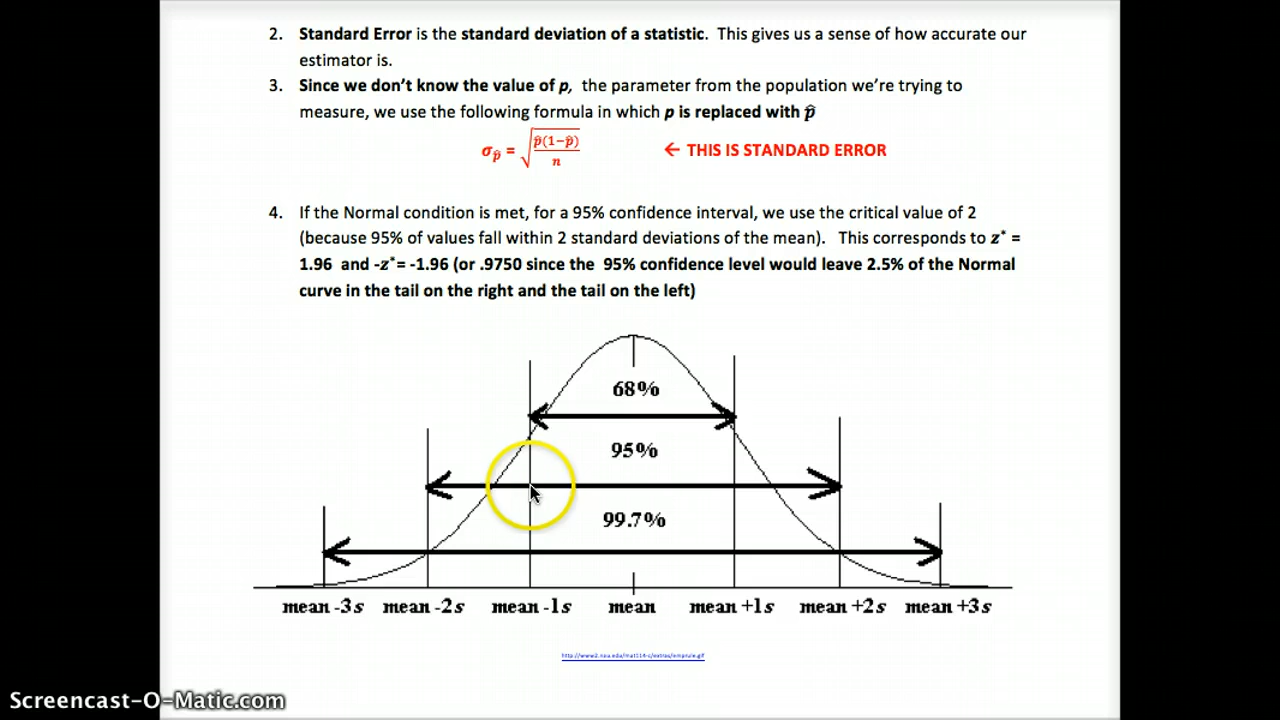 2. Standard Error is the standard deviation of a statistic. This gives us a sense of how accurate our
estimator is.
3. Since we don’t know the value of p, the parameter from the population we’re trying to
measure, we use the following formula in which p is replaced with p̂
σp̂ = √(p̂(1−p̂)/n) ← THIS IS STANDARD ERROR
4. If the Normal condition is met, for a 95% confidence interval, we use the critical value of 2
(because 95% of values fall within 2 standard deviations of the mean). This corresponds to z* =
1.96 and -z*= -1.96 (or .9750 since the 95% confidence level would leave 2.5% of the Normal
curve in the tail on the right and the tail on the left)
68%
95%
99.7%
mean -3s mean -2s mean -1s mean mean +1s mean +2s mean +3s
Screencast-O-Matic.com